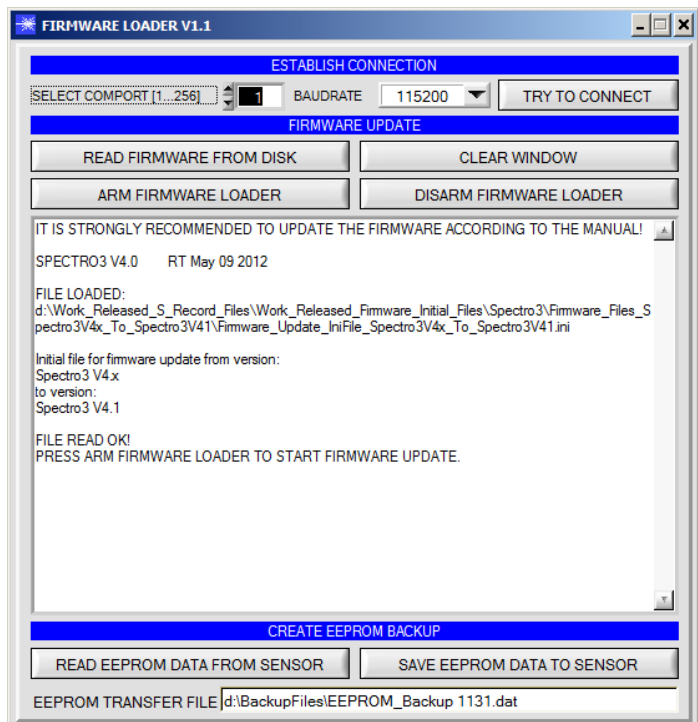 FIRMWARE LOADER V1.1
ESTABLISH CONNECTION
SELECT COMPORT [1...256] 1 BAUDRATE 115200 TRY TO CONNECT
FIRMWARE UPDATE
READ FIRMWARE FROM DISK CLEAR WINDOW
ARM FIRMWARE LOADER DISARM FIRMWARE LOADER
IT IS STRONGLY RECOMMENDED TO UPDATE THE FIRMWARE ACCORDING TO THE MANUAL!
SPECTRO3 V4.0 RT May 09 2012
FILE LOADED:
d:\Work_Released_S_Record_Files\Work_Released_Firmware_Initial_Files\Spectro3\Firmware_Files_S
pectro3V4x_To_Spectro3V41\Firmware_Update_IniFile_Spectro3V4x_To_Spectro3V41.ini
Initial file for firmware update from version:
Spectro3 V4.x
to version:
Spectro3 V4.1
FILE READ OK!
PRESS ARM FIRMWARE LOADER TO START FIRMWARE UPDATE.
CREATE EEPROM BACKUP
READ EEPROM DATA FROM SENSOR SAVE EEPROM DATA TO SENSOR
EEPROM TRANSFER FILE d:\BackupFiles\EEPROM_Backup 1131.dat